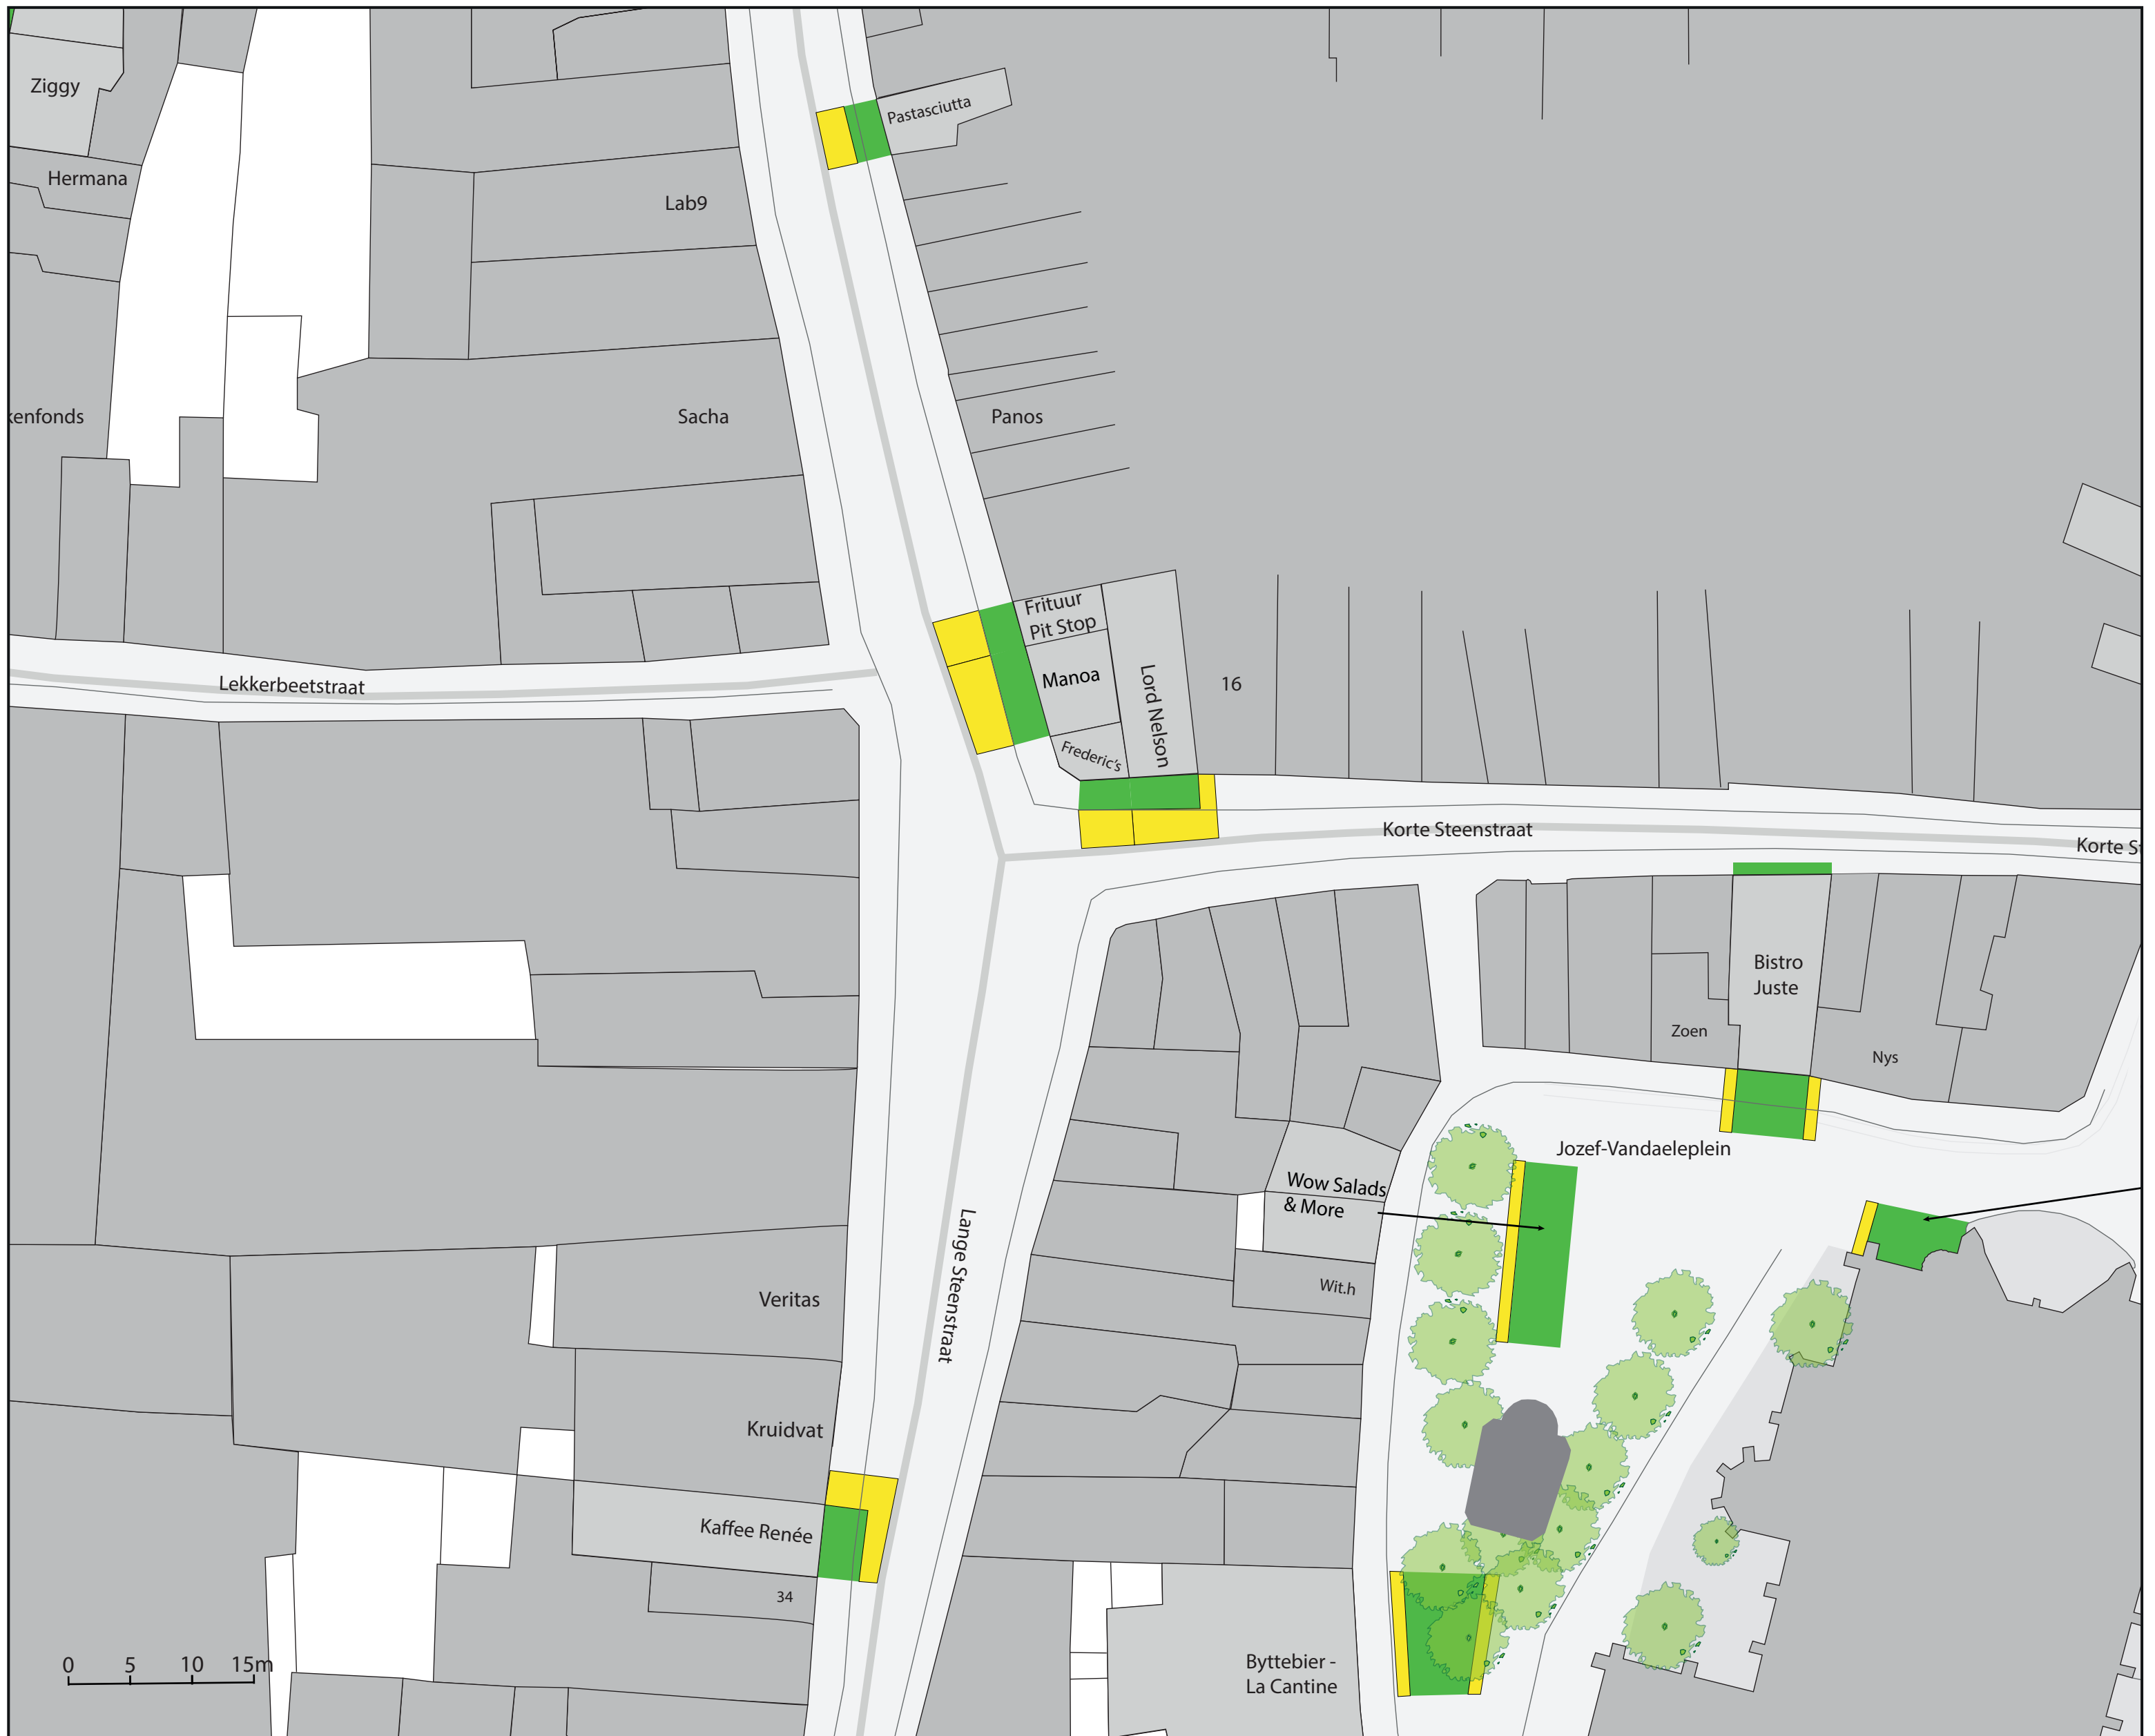 Ziggy
Pastasciutta
Hermana
Lab9
kenfonds
Sacha
Panos
Frituur
Pit Stop
Manoa
Lord Nelson
16
Lekkerbeetstraat
Frederic's
Korte Steenstraat
Korte S
Bistro
Juste
Zoen
Nys
Jozef-Vandaeleplein
Wow Salads
& More
Lange Steenstraat
Wit.h
Veritas
Kruidvat
Kaffee Renée
34
0 5 10 15m
Byttebier -
La Cantine